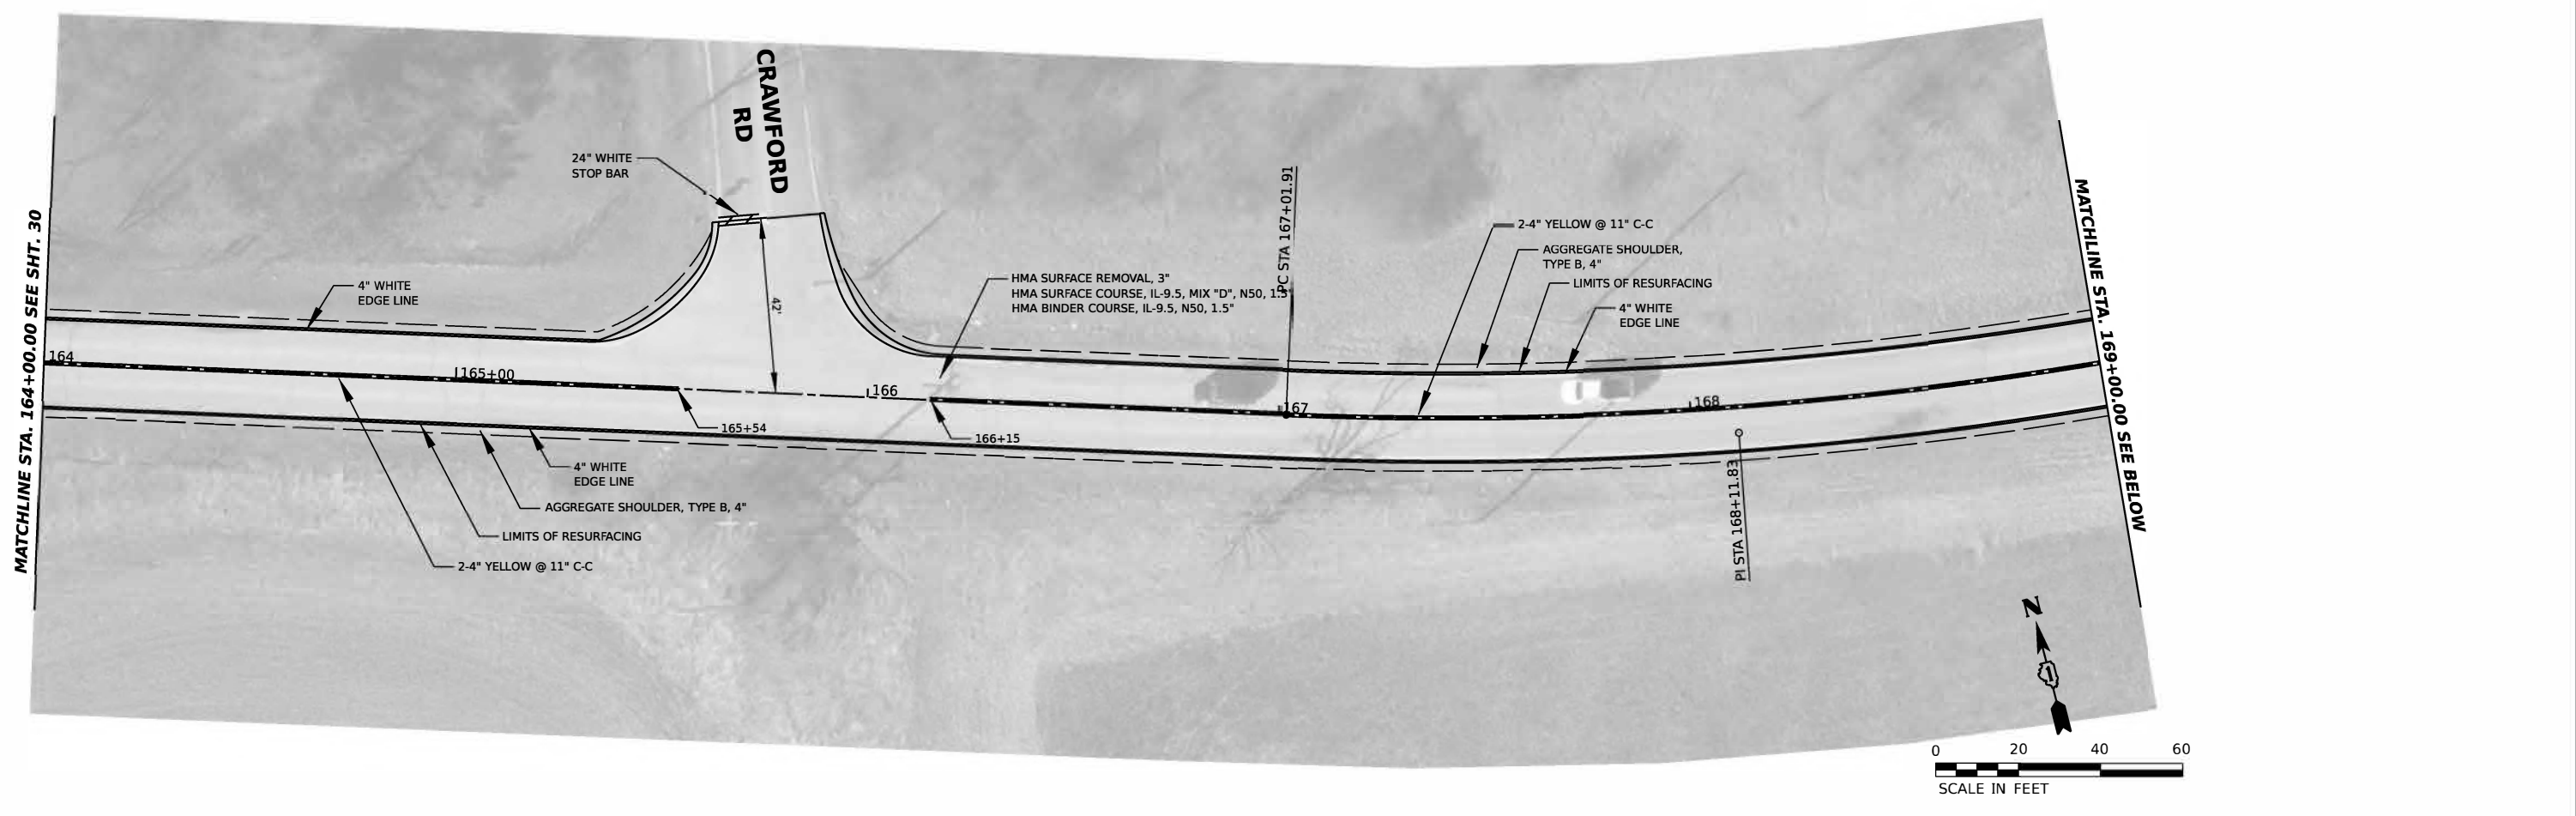 CRAWFORD
RD
24" WHITE
STOP BAR
MATCHLINE STA. 164+00.00 SEE SHT. 30
4" WHITE
EDGE LINE
42'
HMA SURFACE REMOVAL, 3"
HMA SURFACE COURSE, IL-9.5, MIX "D", N50, 1.5"
HMA BINDER COURSE, IL-9.5, N50, 1.5"
PC STA 167+01.91
2-4" YELLOW @ 11" C-C
AGGREGATE SHOULDER,
TYPE B, 4"
LIMITS OF RESURFACING
4" WHITE
EDGE LINE
MATCHLINE STA. 169+00.00 SEE BELOW
164
165+00
166
167
168
165+54
166+15
4" WHITE
EDGE LINE
AGGREGATE SHOULDER, TYPE B, 4"
LIMITS OF RESURFACING
2-4" YELLOW @ 11" C-C
PI STA 168+11.83
N
1
0 20 40 60
SCALE IN FEET